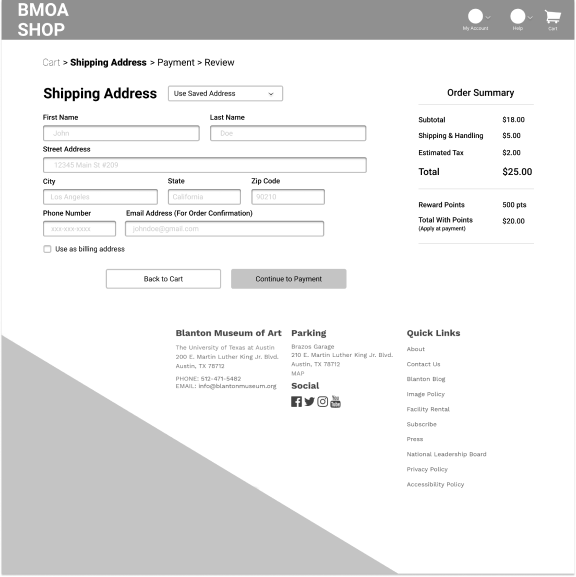 BMOA
SHOP
My Account
Help
Cart
Cart > Shipping Address > Payment > Review
Shipping Address
Use Saved Address
First Name
Last Name
John
Doe
Street Address
12345 Main St #209
City
State
Zip Code
Los Angeles
California
90210
Phone Number
Email Address (For Order Confirmation)
xxx-xxx-xxxx
johndoe@gmail.com
Use as billing address
Back to Cart
Continue to Payment
Order Summary
Subtotal $18.00
Shipping & Handling $5.00
Estimated Tax $2.00
Total $25.00
Reward Points 500 pts
Total With Points $20.00
(Apply at payment)
Blanton Museum of Art
The University of Texas at Austin
200 E. Martin Luther King Jr. Blvd.
Austin, TX 78712
PHONE: 512-471-5482
EMAIL: info@blantonmuseum.org
Parking
Brazos Garage
210 E. Martin Luther King Jr. Blvd.
Austin, TX 78712
MAP
Social
You
Tube
Quick Links
About
Contact Us
Blanton Blog
Image Policy
Facility Rental
Subscribe
Press
National Leadership Board
Privacy Policy
Accessibility Policy